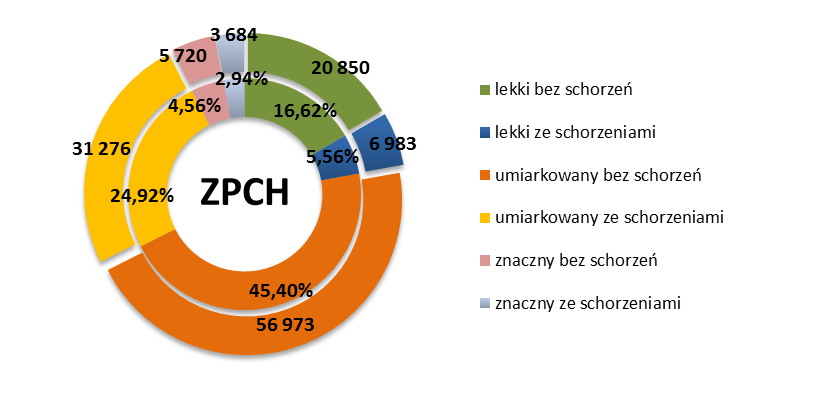 3 684
5 720
20 850
2,94%
4,56%
16,62%
6 983
31 276
5,56%
24,92%
ZPCH
45,40%
56 973
lekki bez schorzeń
lekki ze schorzeniami
umiarkowany bez schorzeń
umiarkowany ze schorzeniami
znaczny bez schorzeń
znaczny ze schorzeniami